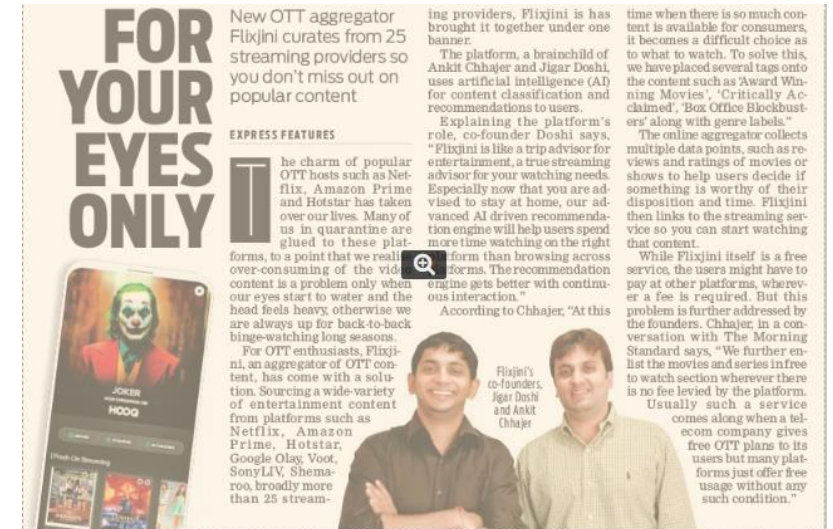 FOR
YOUR
EYES
ONLY
New OTT aggregator
Flixjini curates from 25
streaming providers so
you don't miss out on
popular content
EXPRESS FEATURES
The charm of popular
OTT hosts such as Net-
flix, Amazon Prime
and Hotstar has taken
over our lives. Many of
us in quarantine are
glued to these plat-
forms, to a point that we realise
over-consuming of the video
content is a problem only when
our eyes start to water and the
head feels heavy, otherwise we
are always up for back-to-back
binge-watching long seasons.
For OTT enthusiasts, Flixji-
ni, an aggregator of OTT con-
tent, has come with a solu-
tion. Sourcing a wide-variety
of entertainment content
from platforms such as
Netflix, Amazon
Prime, Hotstar,
Google Olay, Voot,
SonyLIV, Shema-
roo, broadly more
than 25 stream-
ing providers, Flixjini is has
brought it together under one
banner.
The platform, a brainchild of
Ankit Chhajer and Jigar Doshi,
uses artificial intelligence (AI)
for content classification and
recommendations to users.
Explaining the platform's
role, co-founder Doshi says,
"Flixjini is like a trip advisor for
entertainment, a true streaming
advisor for your watching needs.
Especially now that you are ad-
vised to stay at home, our ad-
vanced AI driven recommenda-
tion engine will help users spend
more time watching on the right
platform than browsing across
platforms. The recommendation
engine gets better with continu-
ous interaction."
According to Chhajer, "At this
time when there is so much con-
tent is available for consumers,
it becomes a difficult choice as
to what to watch. To solve this,
we have placed several tags onto
the content such as 'Award Win-
ning Movies', 'Critically Ac-
claimed', 'Box Office Blockbust-
ers' along with genre labels."
The online aggregator collects
multiple data points, such as re-
views and ratings of movies or
shows to help users decide if
something is worthy of their
disposition and time. Flixjini
then links to the streaming ser-
vice so you can start watching
that content.
While Flixjini itself is a free
service, the users might have to
pay at other platforms, wherev-
er a fee is required. But this
problem is further addressed by
the founders. Chhajer, in a con-
versation with The Morning
Standard says, "We further en-
list the movies and series in free
to watch section wherever there
is no fee levied by the platform.
Usually such a service
comes along when a tel-
ecom company gives
free OTT plans to its
users but many plat-
forms just offer free
usage without any
such condition."
Flixjini's
co-founders,
Jigar Doshi
and Ankit
Chhajer
JOKER
HOOQ
Fresh On Streaming